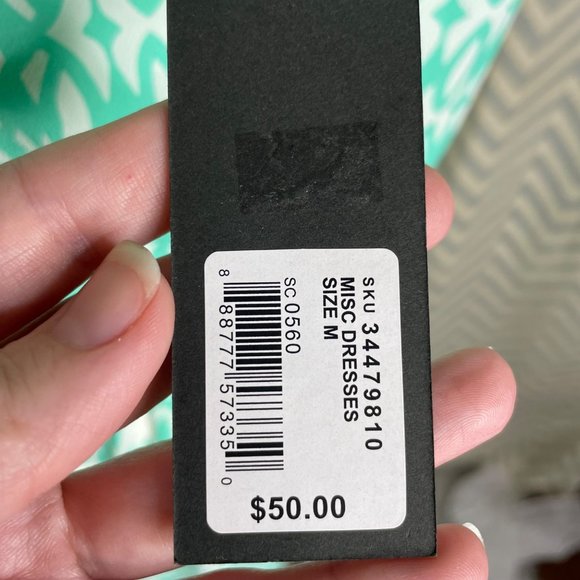 SKU 34479810
MISC DRESSES
SIZE M
SC 0560
8 88777 57335 0
$50.00